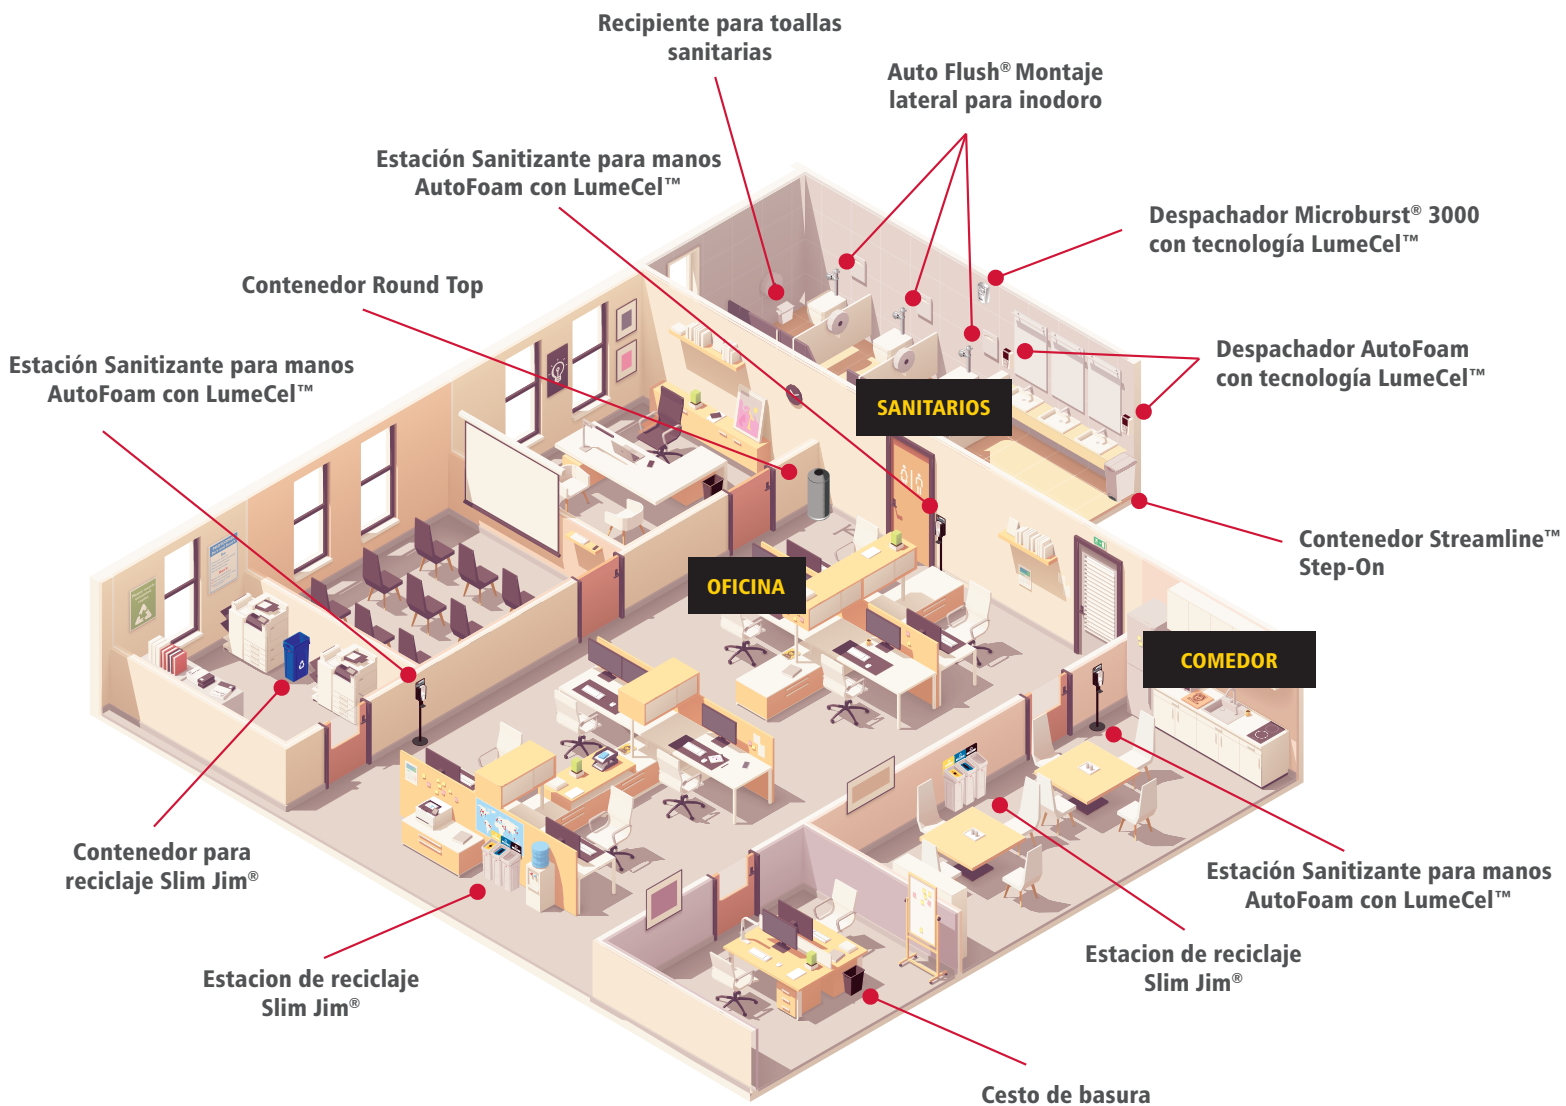 Recipiente para toallas
sanitarias
Auto Flush® Montaje
lateral para inodoro
Estación Sanitizante para manos
AutoFoam con LumeCel™
Despachador Microburst® 3000
con tecnología LumeCel™
Contenedor Round Top
Estación Sanitizante para manos
AutoFoam con LumeCel™
Despachador AutoFoam
con tecnología LumeCel™
SANITARIOS
Contenedor Streamline™
Step-On
OFICINA
COMEDOR
Contenedor para
reciclaje Slim Jim®
Estación Sanitizante para manos
AutoFoam con LumeCel™
Estacion de reciclaje
Slim Jim®
Estacion de reciclaje
Slim Jim®
Cesto de basura